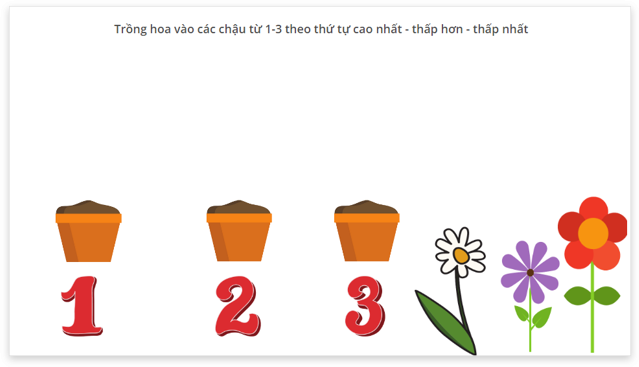 Trồng hoa vào các chậu từ 1-3 theo thứ tự cao nhất - thấp hơn - thấp nhất
1 2 3